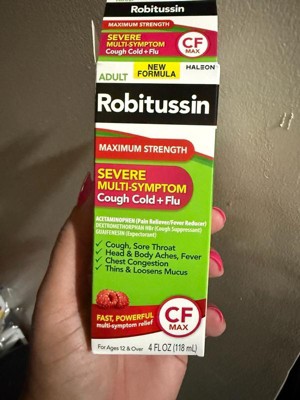 Robitussin
MAXIMUM STRENGTH
SEVERE
MULTI-SYMPTOM
Cough Cold + Flu
CF
MAX
ADULT
NEW
FORMULA
HALEON
Robitussin
MAXIMUM STRENGTH
SEVERE
MULTI-SYMPTOM
Cough Cold + Flu
ACETAMINOPHEN (Pain Reliever/Fever Reducer)
DEXTROMETHORPHAN HBr (Cough Suppressant)
GUAIFENESIN (Expectorant)
✓ Cough, Sore Throat
✓ Head & Body Aches, Fever
✓ Chest Congestion
✓ Thins & Loosens Mucus
FAST, POWERFUL
multi-symptom relief
CF
MAX
For Ages 12 & Over
4 FL OZ (118 mL)